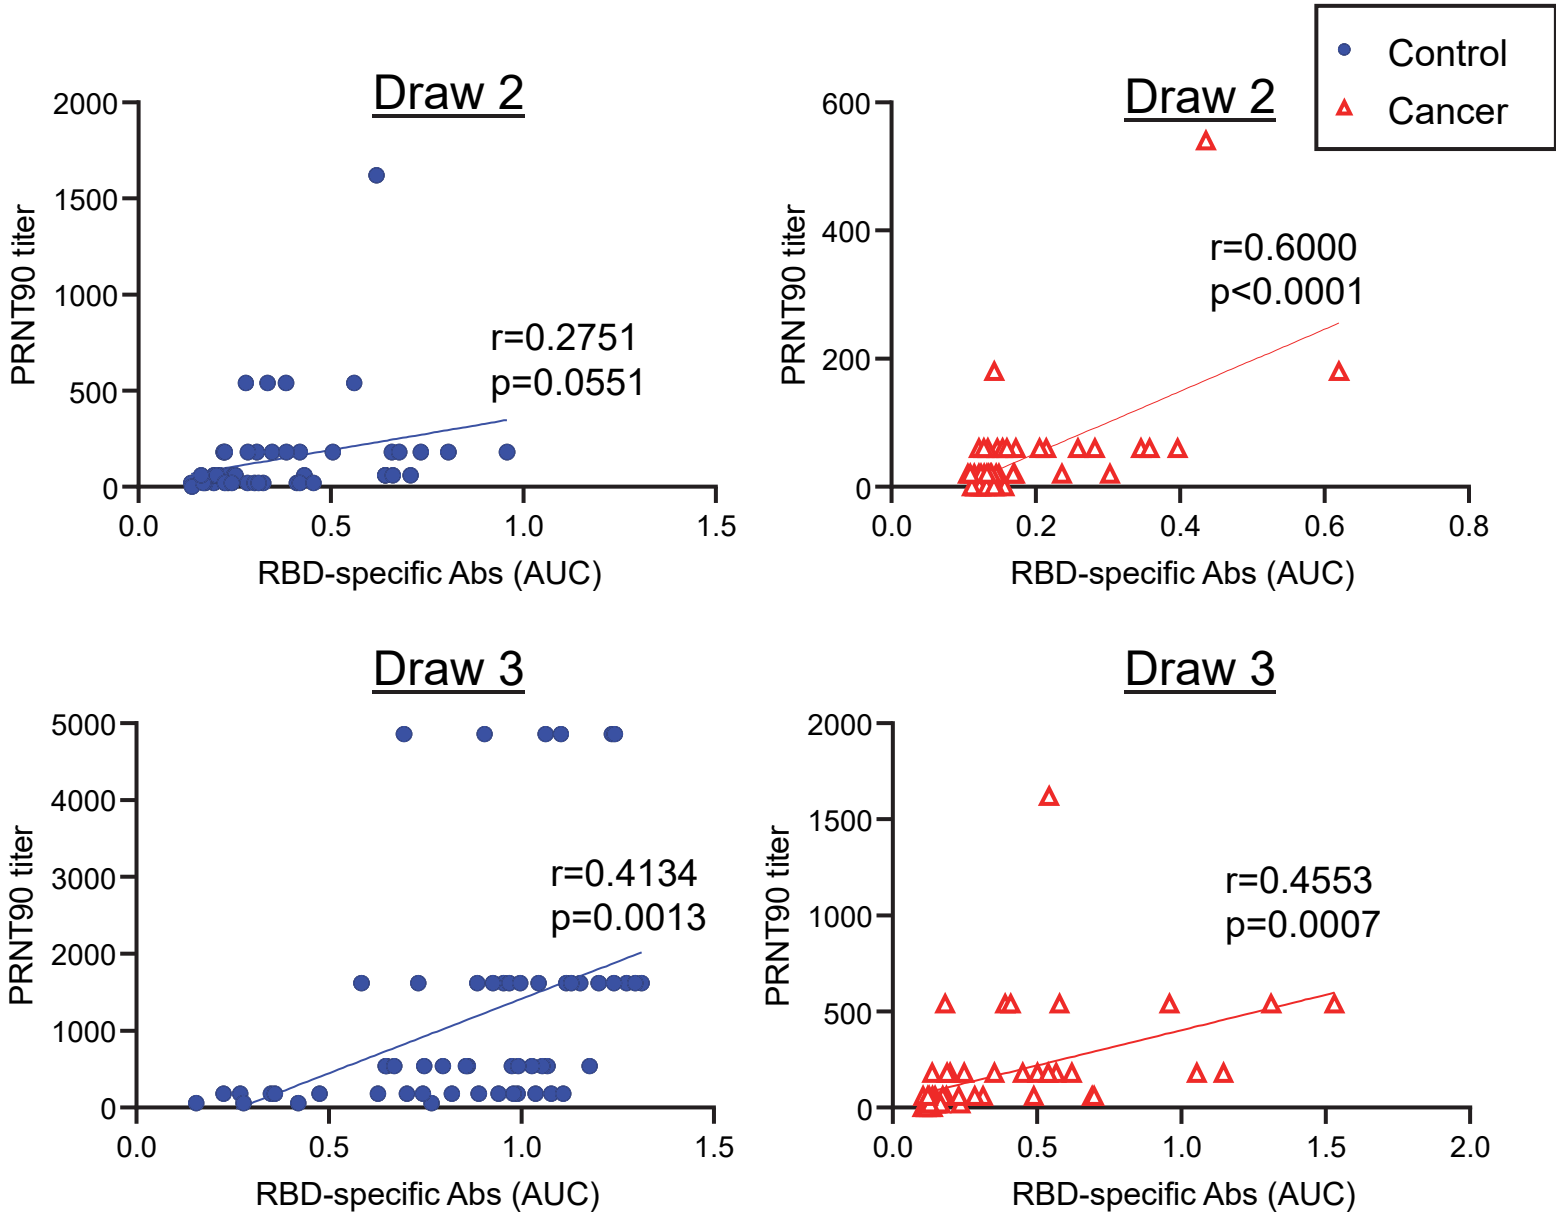 Control
Cancer
Draw 2
2000
1500
1000
500
0
PRNT90 titer
r=0.2751
p=0.0551
0.0
0.5
1.0
1.5
RBD-specific Abs (AUC)
Draw 2
600
400
200
0
PRNT90 titer
r=0.6000
p<0.0001
0.0
0.2
0.4
0.6
0.8
RBD-specific Abs (AUC)
Draw 3
5000
4000
3000
2000
1000
0
PRNT90 titer
r=0.4134
p=0.0013
0.0
0.5
1.0
1.5
RBD-specific Abs (AUC)
Draw 3
2000
1500
1000
500
0
PRNT90 titer
r=0.4553
p=0.0007
0.0
0.5
1.0
1.5
2.0
RBD-specific Abs (AUC)